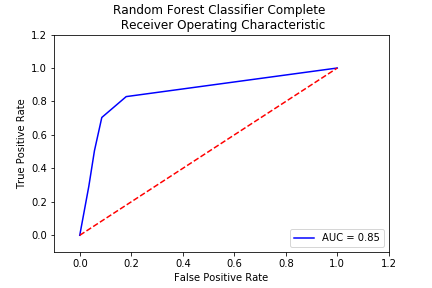 Random Forest Classifier Complete
Receiver Operating Characteristic
1.2
1.0
0.8
0.6
0.4
0.2
0.0
True Positive Rate
AUC = 0.85
0.0 0.2 0.4 0.6 0.8 1.0 1.2
False Positive Rate